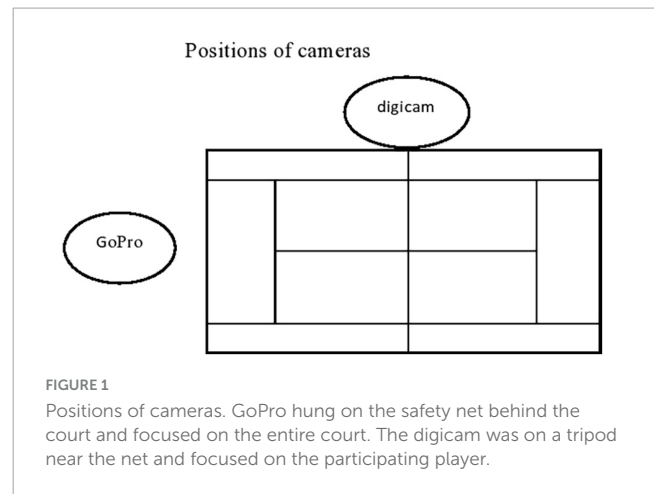 Positions of cameras
digicam
GoPro
FIGURE 1
Positions of cameras. GoPro hung on the safety net behind the
court and focused on the entire court. The digicam was on a tripod
near the net and focused on the participating player.